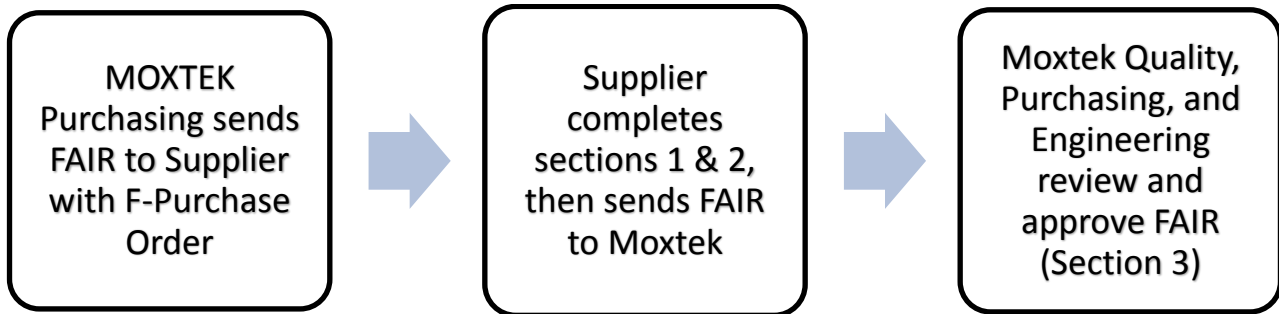 MOXTEK
Purchasing sends
FAIR to Supplier
with F-Purchase
Order
Supplier
completes
sections 1 & 2,
then sends FAIR
to Moxtek
Moxtek Quality,
Purchasing, and
Engineering
review and
approve FAIR
(Section 3)